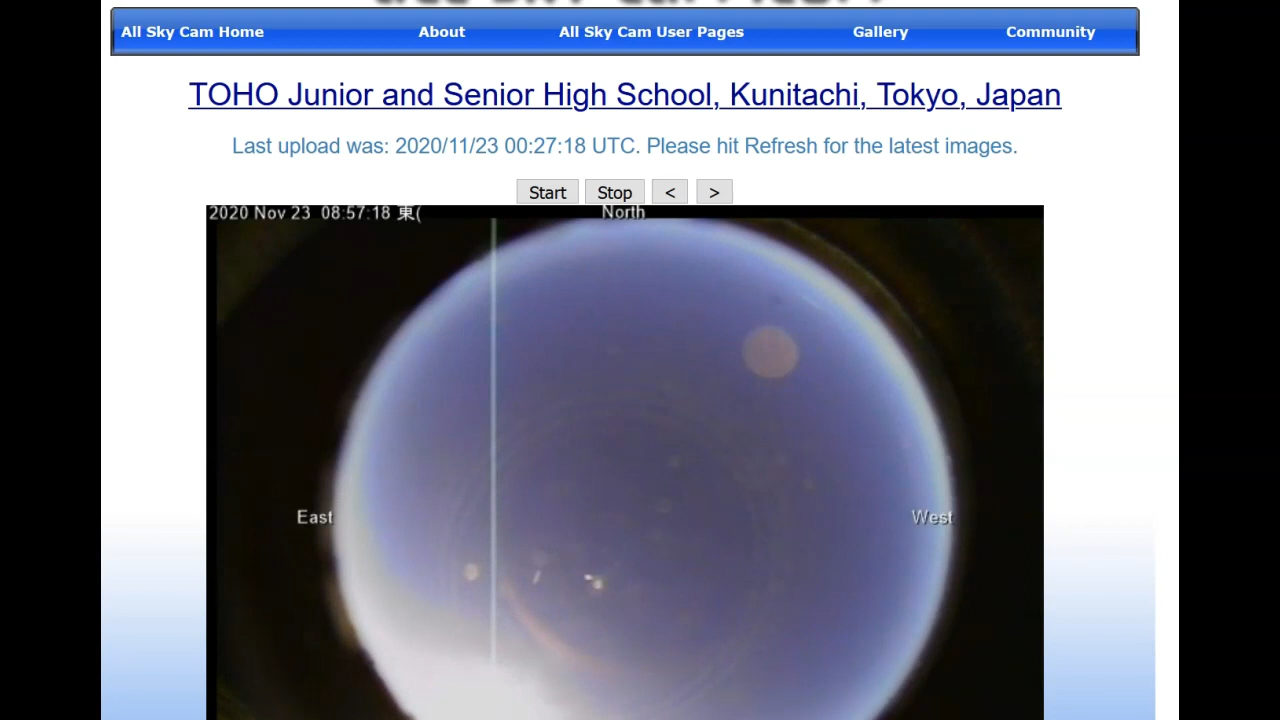 All Sky Cam Home About All Sky Cam User Pages Gallery Community
TOHO Junior and Senior High School, Kunitachi, Tokyo, Japan
Last upload was: 2020/11/23 00:27:18 UTC. Please hit Refresh for the latest images.
Start Stop < >
2020 Nov 23 08:57:18 東( North
East West